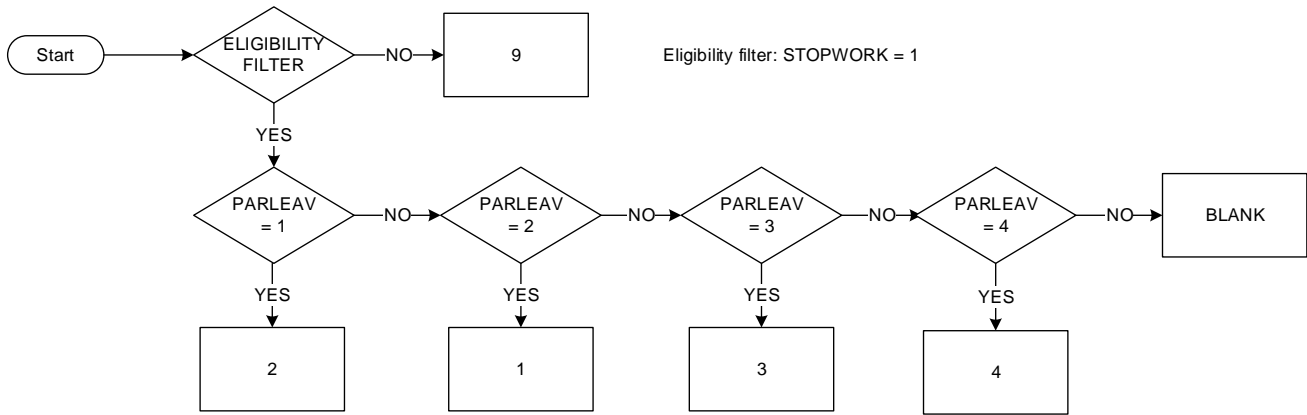 Start
ELIGIBILITY
FILTER
NO
9
Eligibility filter: STOPWORK = 1
YES
PARLEAV
= 1
NO
PARLEAV
= 2
NO
PARLEAV
= 3
NO
PARLEAV
= 4
NO
BLANK
YES
YES
YES
YES
2
1
3
4